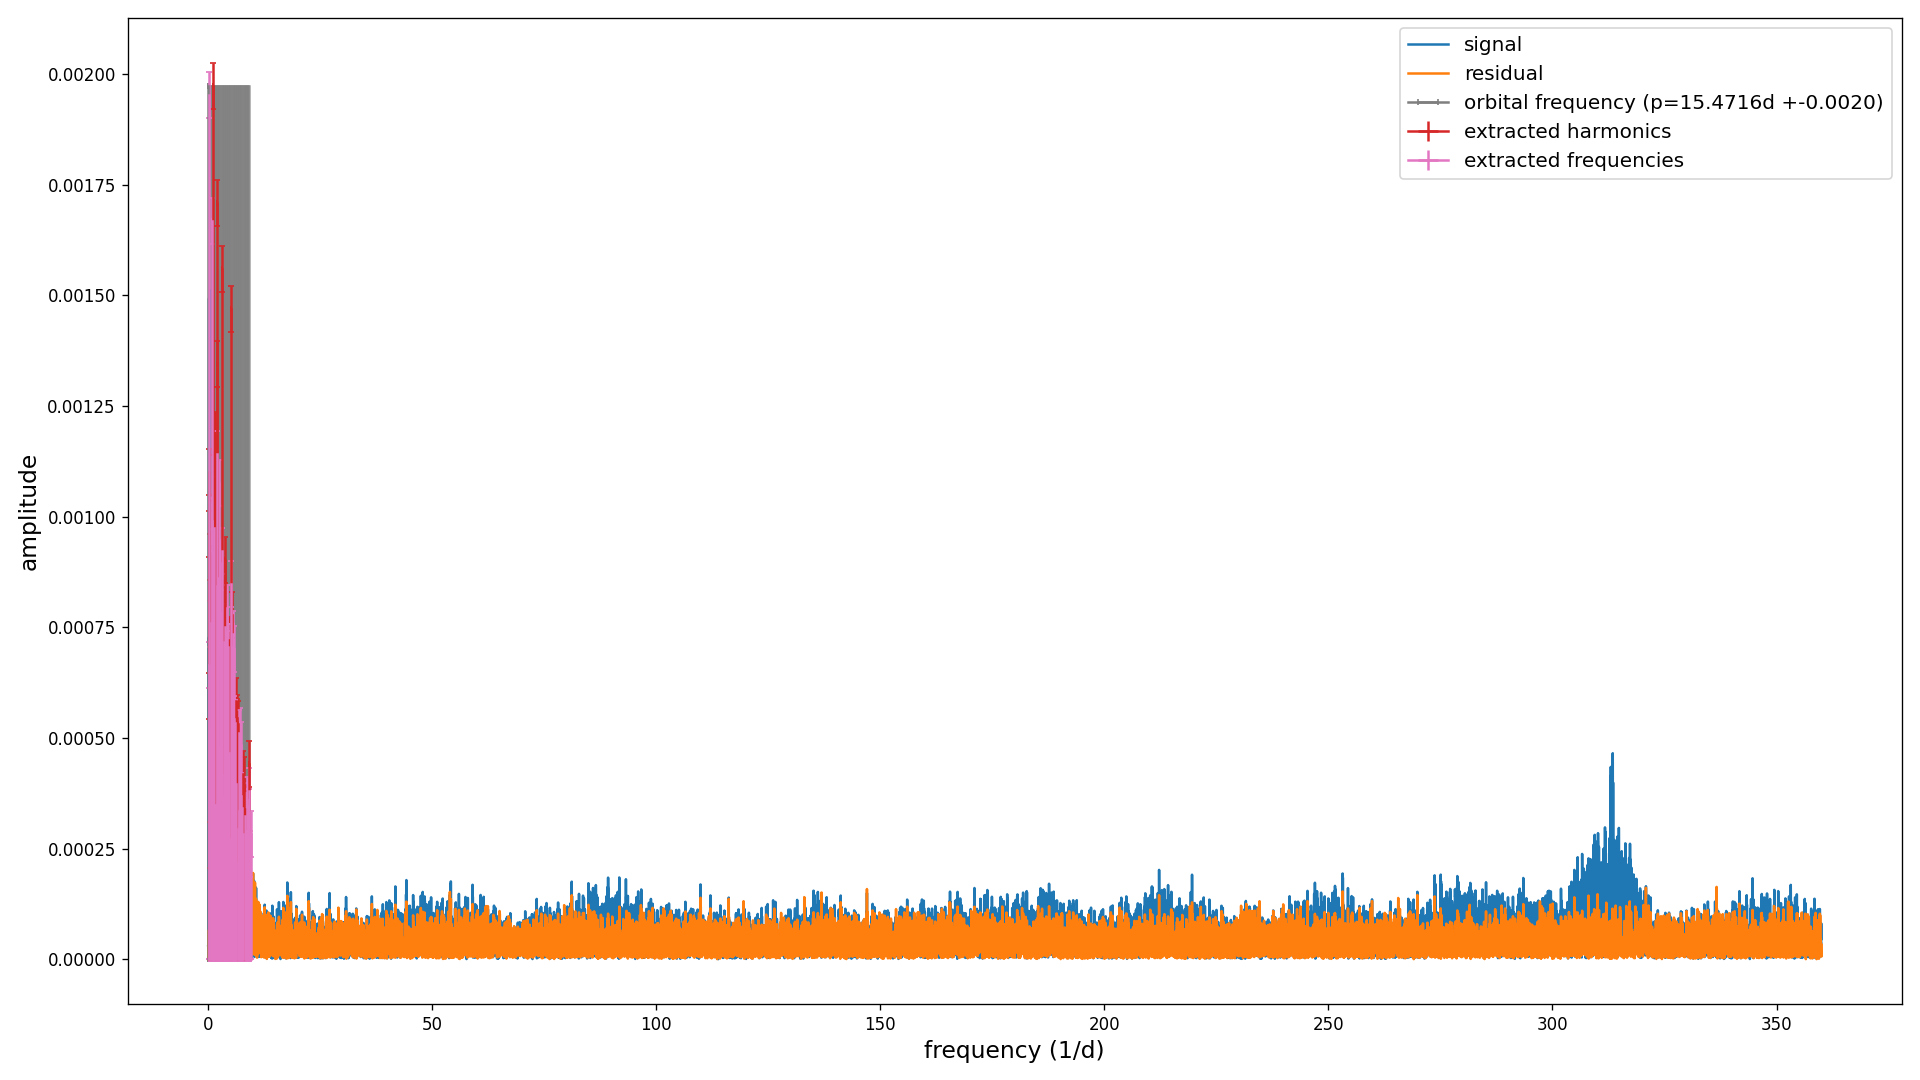 signal
residual
orbital frequency (p=15.4716d +-0.0020)
extracted harmonics
extracted frequencies
amplitude
0.00200
0.00175
0.00150
0.00125
0.00100
0.00075
0.00050
0.00025
0.00000
0 50 100 150 200 250 300 350
frequency (1/d)